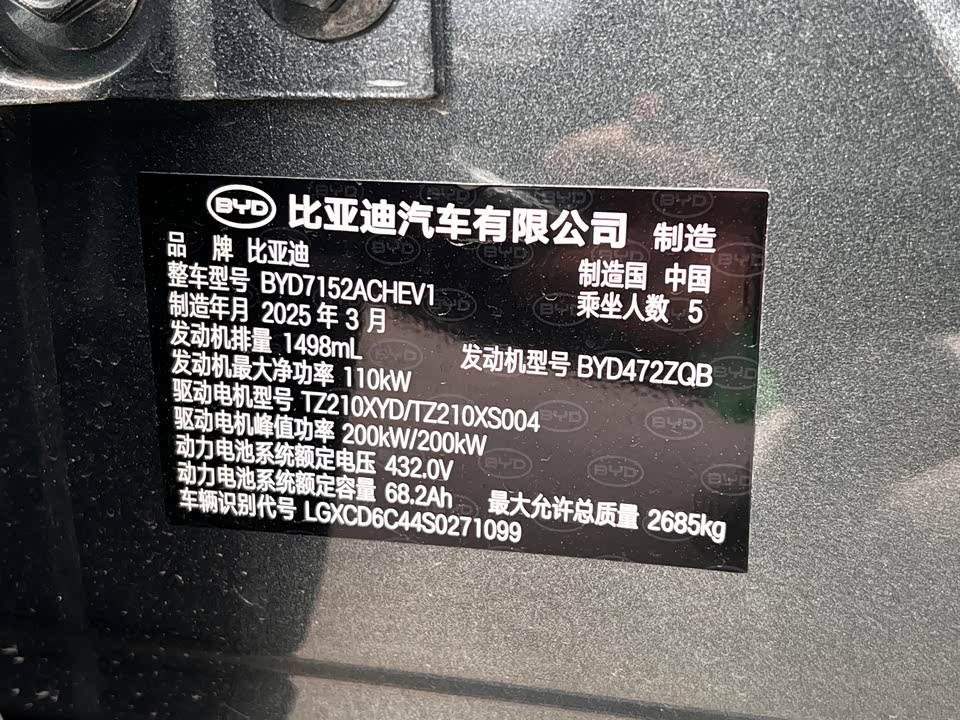 BYD 比亚迪汽车有限公司 制造
品 牌 比亚迪 制造国 中国
整车型号 BYD7152ACHEV1 乘坐人数 5
制造年月 2025 年 3 月
发动机排量 1498mL 发动机型号 BYD472ZQB
发动机最大净功率 110kW
驱动电机型号 TZ210XYD/TZ210XS004
驱动电机峰值功率 200kW/200kW
动力电池系统额定电压 432.0V
动力电池系统额定容量 68.2Ah 最大允许总质量 2685kg
车辆识别代号 LGXCD6C44S0271099